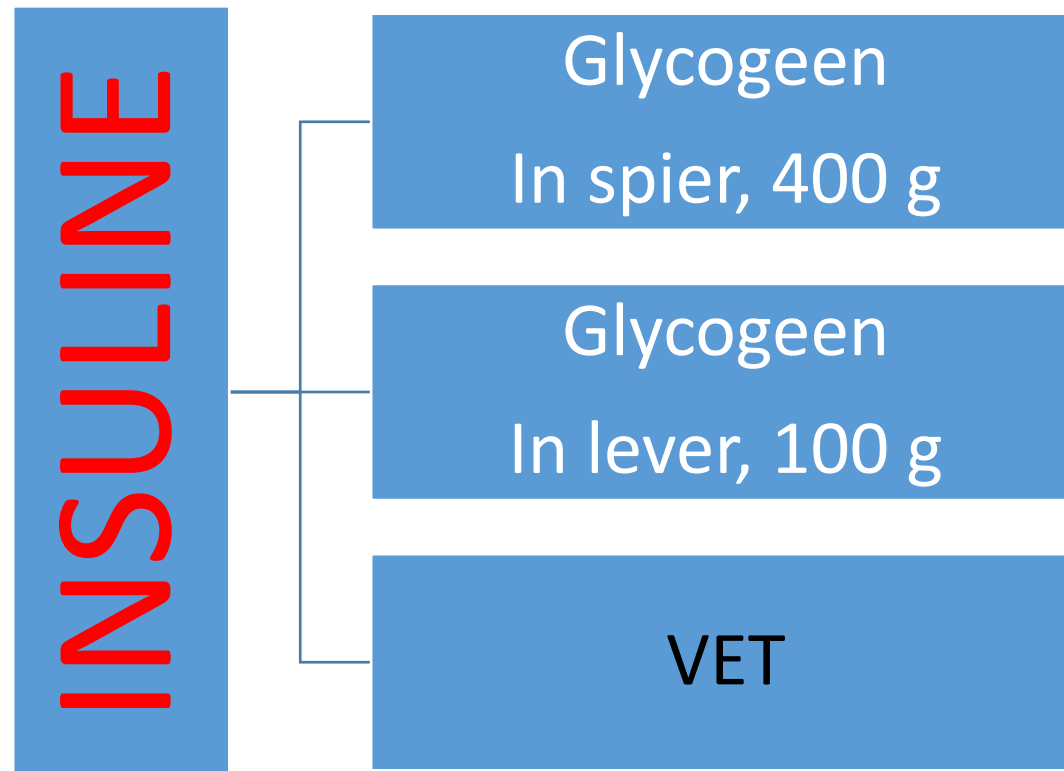 INSULINE
Glycogeen
In spier, 400 g
Glycogeen
In lever, 100 g
VET